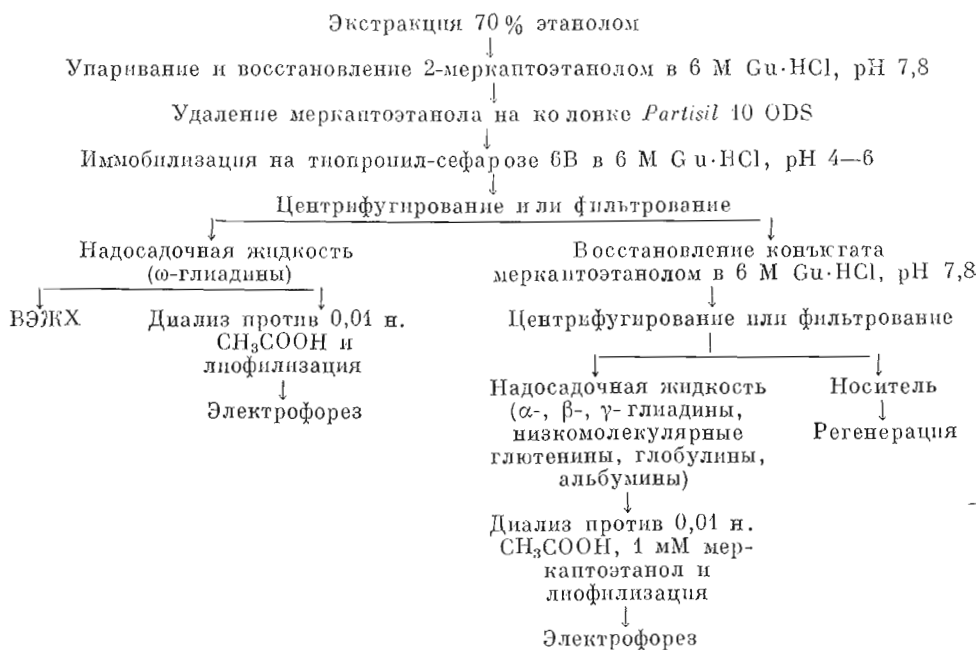 Экстракция 70% этанолом
Упаривание и восстановление 2-меркаптоэтанолом в 6 М Gu·HCl, pH 7,8
Удаление меркаптоэтанола на колонке Partisil 10 ODS
Иммобилизация на тиопропил-сефарозе 6B в 6 М Gu·HCl, pH 4—6
Центрифугирование или фильтрование
Надосадочная жидкость
(ω-глиадины)
ВЭЖХ
Диализ против 0,01 н.
CH₃COOH и
лиофилизация
Электрофорез
Восстановление конъюгата
меркаптоэтанолом в 6 М Gu·HCl, pH 7,8
Центрифугирование или фильтрование
Надосадочная жидкость
(α-, β-, γ- глиадины,
низкомолекулярные
глютенины, глобулины,
альбумины)
Диализ против 0,01 н.
CH₃COOH, 1 мМ мер-
каптоэтанол и
лиофилизация
Электрофорез
Носитель
Регенерация